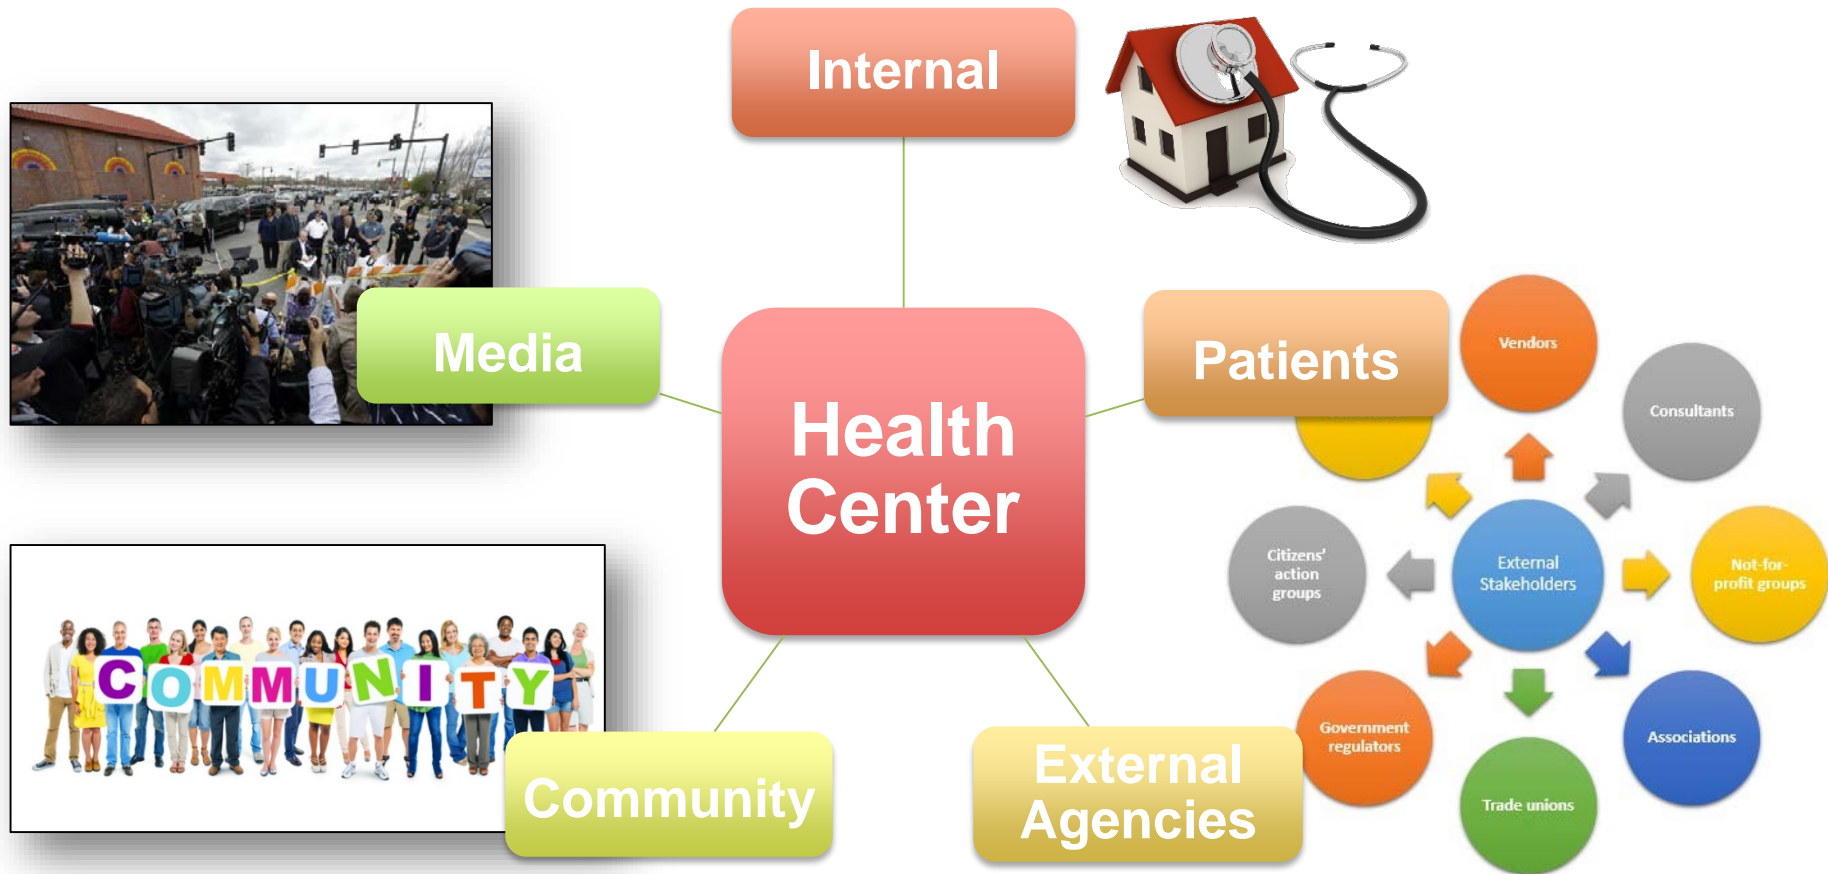 Internal
Media
Patients
Health
Center
Community
External
Agencies
COMMUNITY
Vendors
Consultants
Not-for-
profit groups
Associations
Trade unions
Government
regulators
Citizens'
action
groups
External
Stakeholders